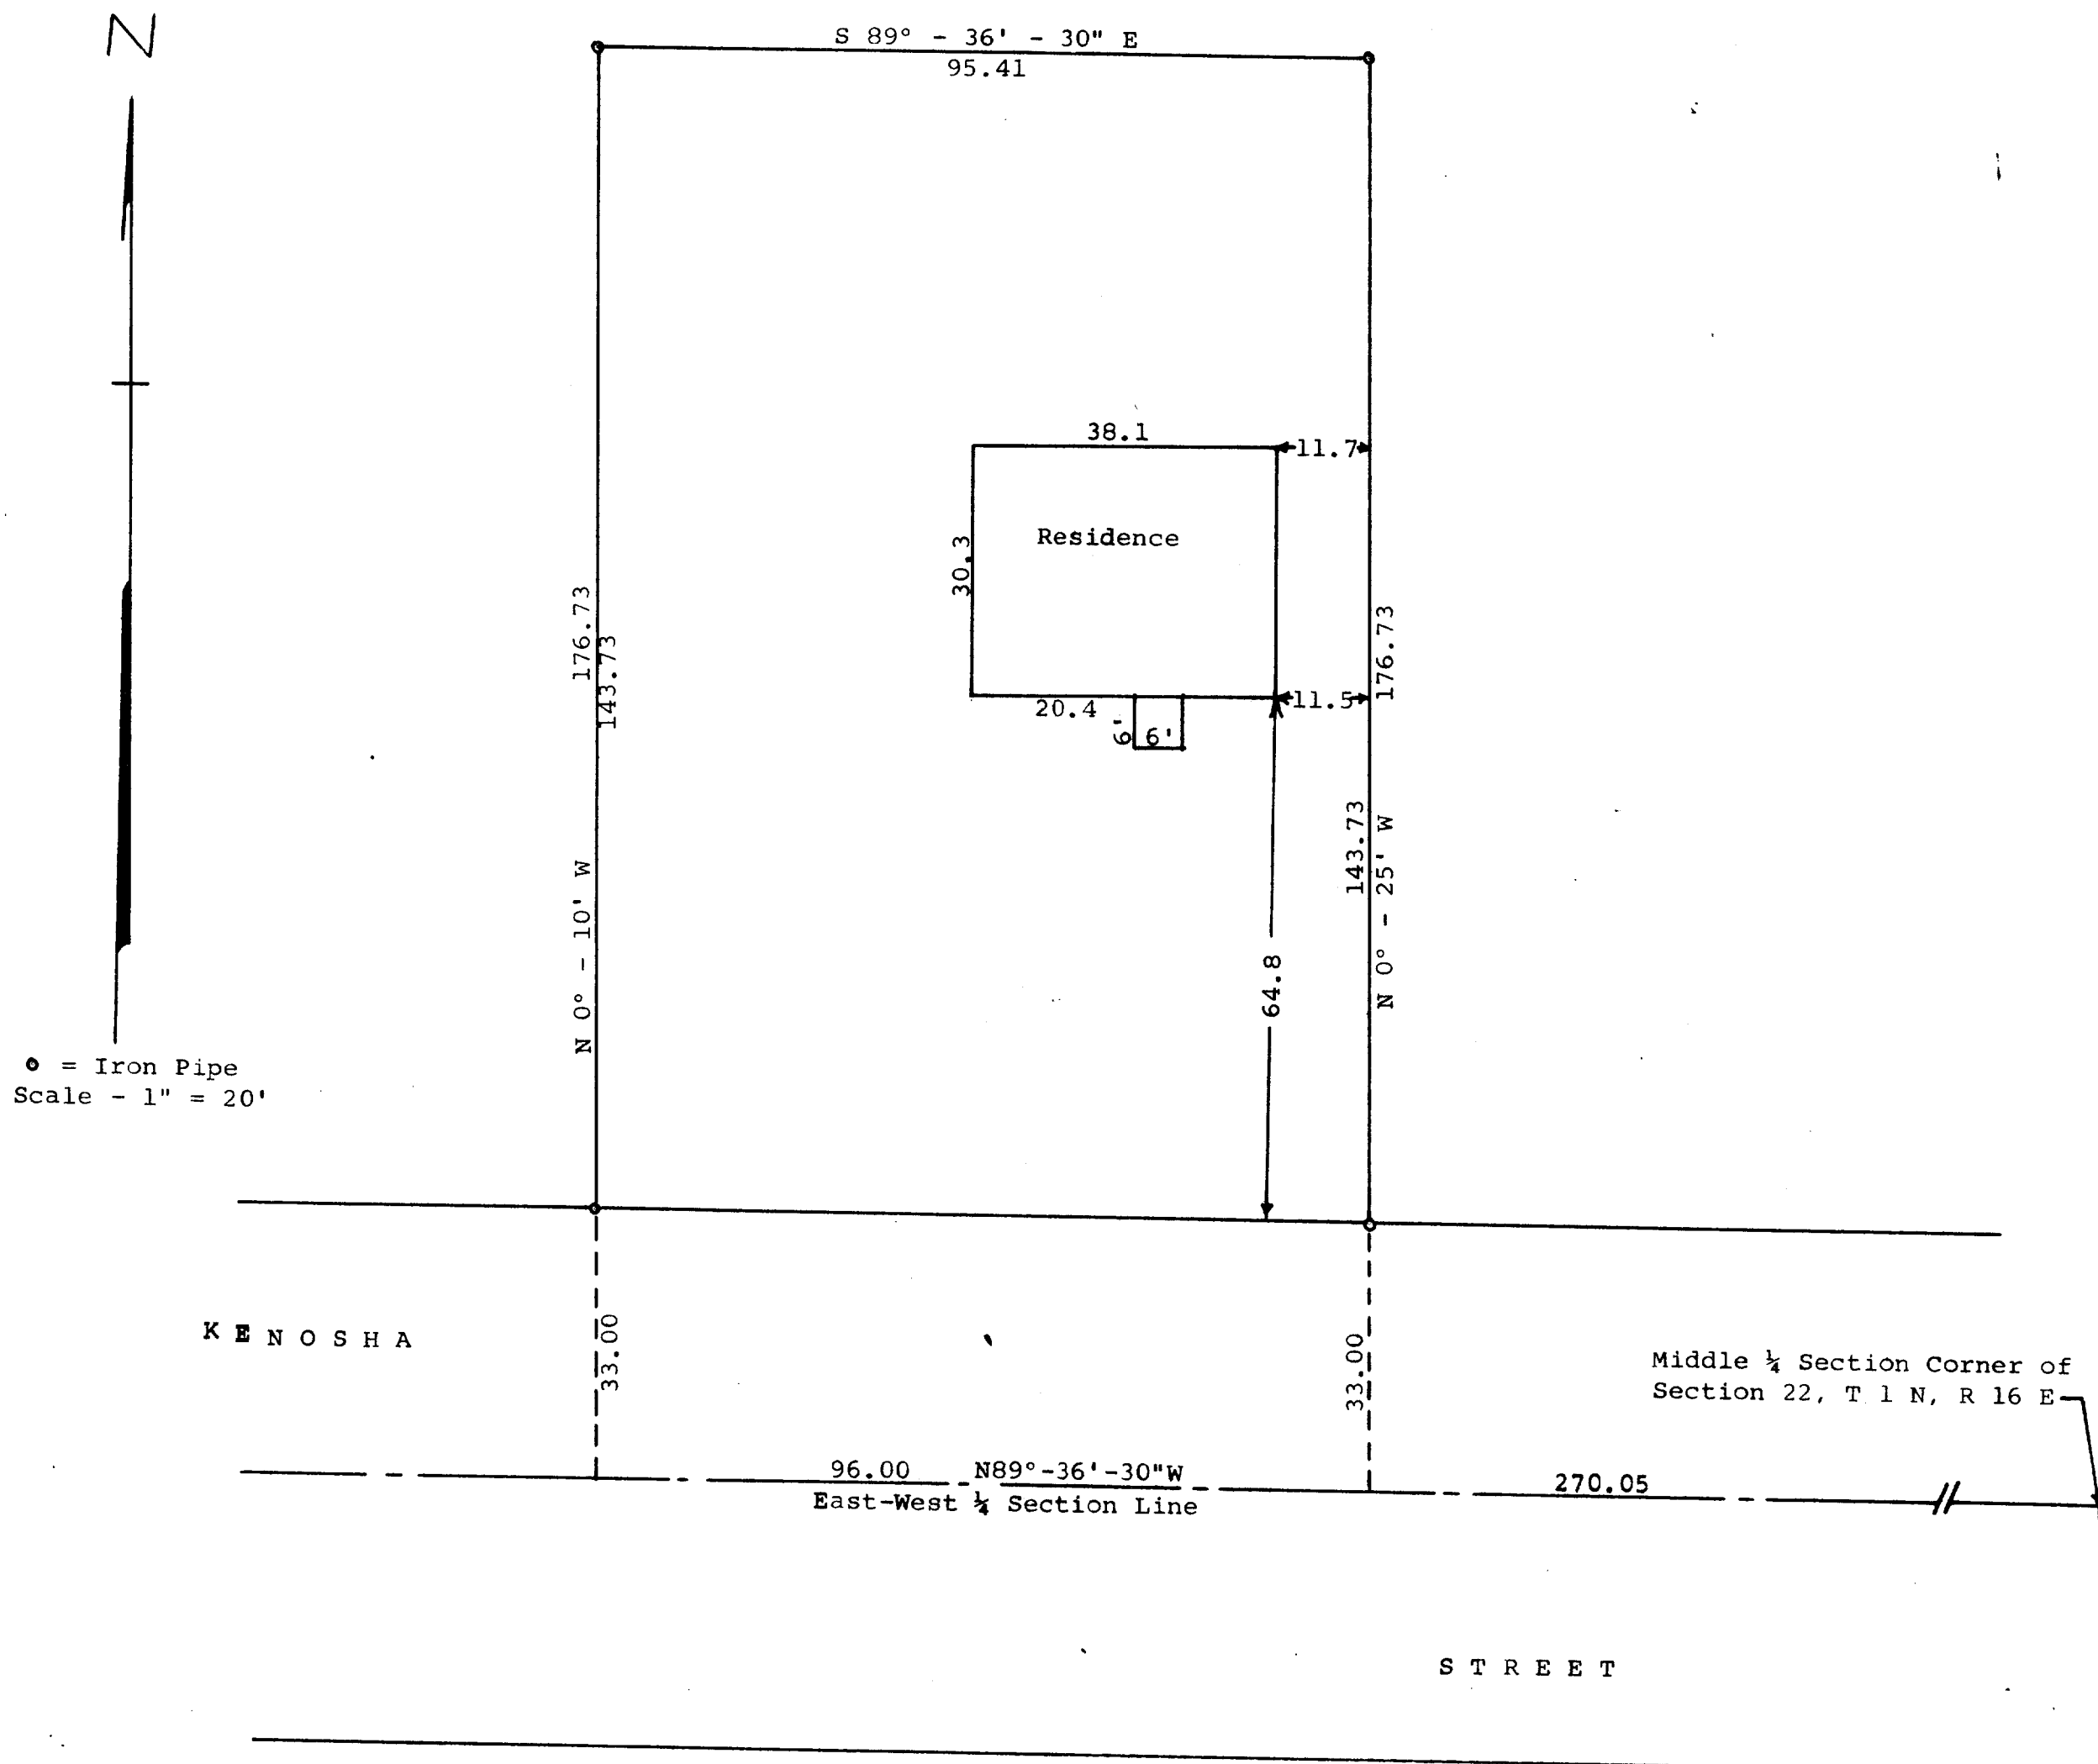 N
S 89° - 36' - 30" E
95.41
38.1
11.7
Residence
30.3
176.73
143.73
176.73
11.5
20.4
6'
6'
143.73
N 0° - 10' W
N 0° - 25' W
64.8
= Iron Pipe
Scale - 1" = 20'
KENOSHA
33.00
33.00
Middle ¼ Section Corner of
Section 22, T 1 N, R 16 E
96.00 N89°-36'-30"W
270.05
East-West ¼ Section Line
STREET